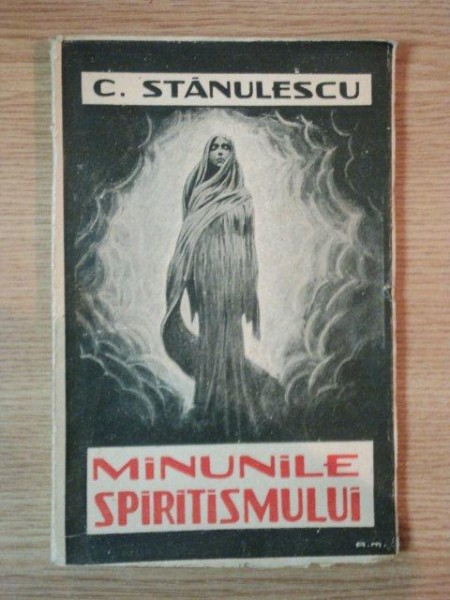 C. STĂNULESCU
MiNUNiLE
SPiRiTiSMULUi
A.M.